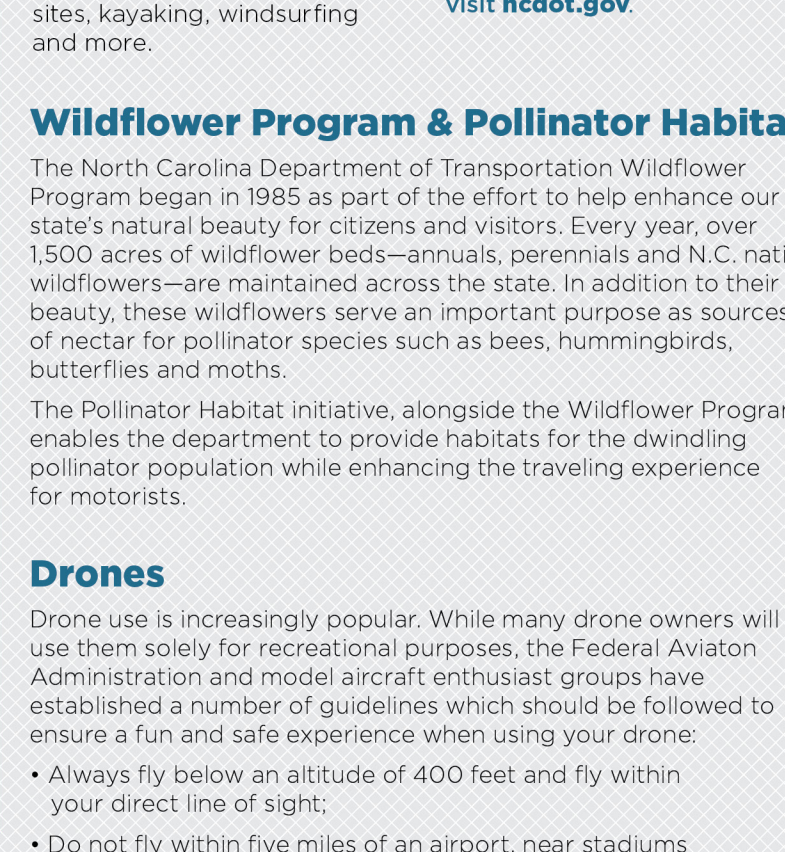 sites, kayaking, windsurfing
and more.
visit ncdot.gov.
Wildflower Program & Pollinator Habita
The North Carolina Department of Transportation Wildflower
Program began in 1985 as part of the effort to help enhance our
state’s natural beauty for citizens and visitors. Every year, over
1,500 acres of wildflower beds—annuals, perennials and N.C. nati
wildflowers—are maintained across the state. In addition to their
beauty, these wildflowers serve an important purpose as sources
of nectar for pollinator species such as bees, hummingbirds,
butterflies and moths.
The Pollinator Habitat initiative, alongside the Wildflower Progra
enables the department to provide habitats for the dwindling
pollinator population while enhancing the traveling experience
for motorists.
Drones
Drone use is increasingly popular. While many drone owners will
use them solely for recreational purposes, the Federal Aviaton
Administration and model aircraft enthusiast groups have
established a number of guidelines which should be followed to
ensure a fun and safe experience when using your drone:
• Always fly below an altitude of 400 feet and fly within
your direct line of sight;
• Do not fly within five miles of an airport, near stadiums